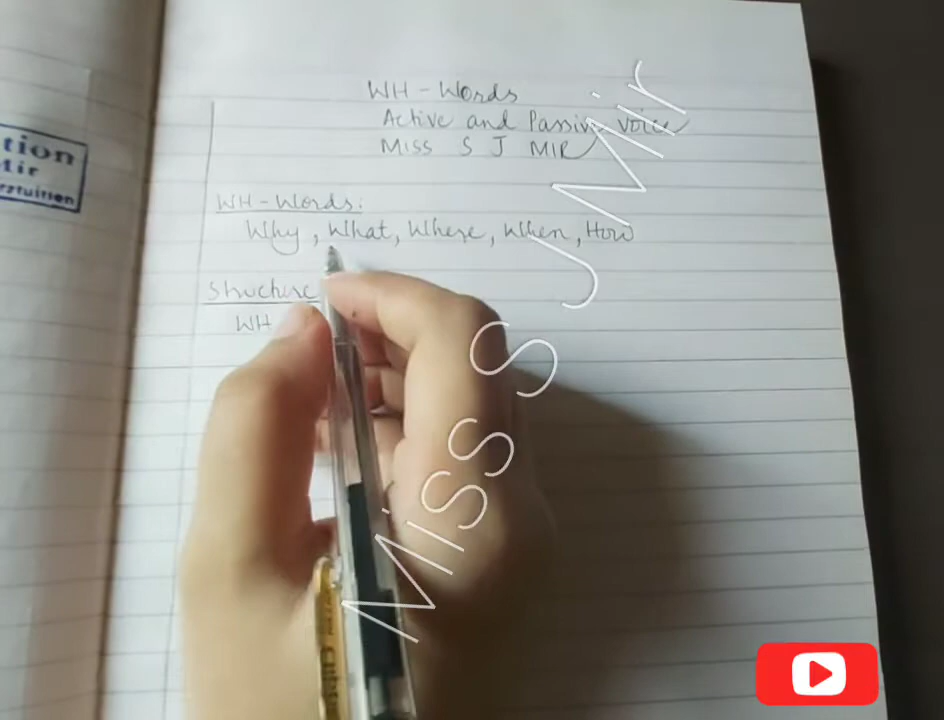 WH-Words
Active and Passive Voice
MISS S J MIR
WH-Words:
Why, What, Where, When, How
Structure
WH
tion
Miss S J Mir